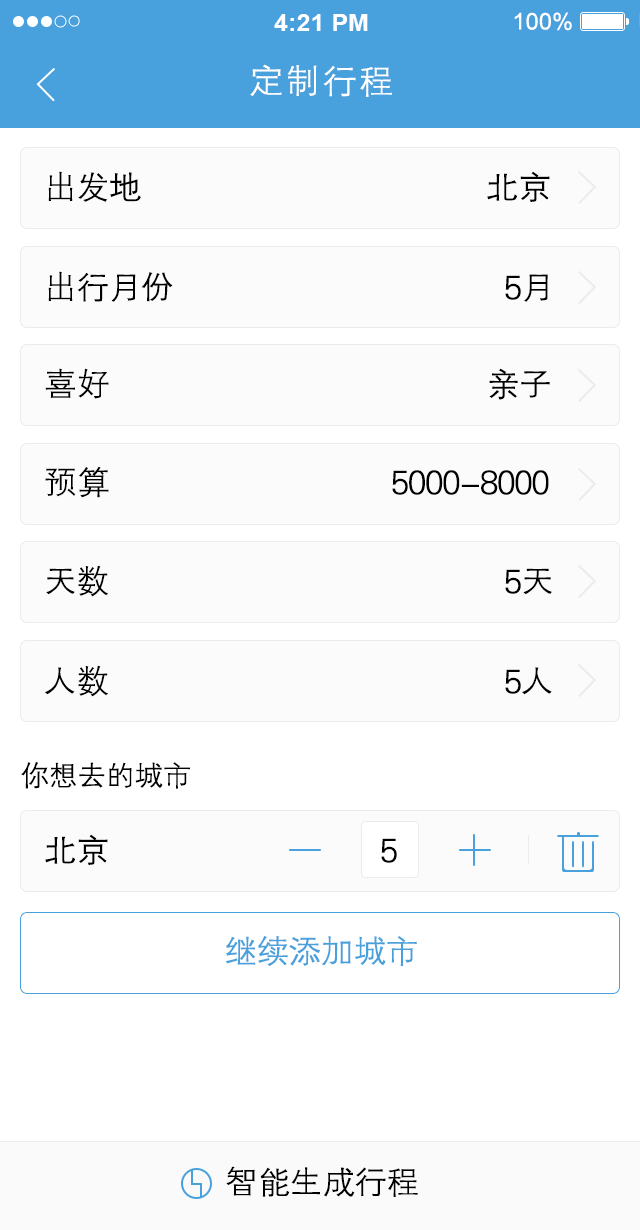 4:21 PM 100%
定制行程
出发地 北京
出行月份 5月
喜好 亲子
预算 5000-8000
天数 5天
人数 5人
你想去的城市
北京 5
继续添加城市
智能生成行程